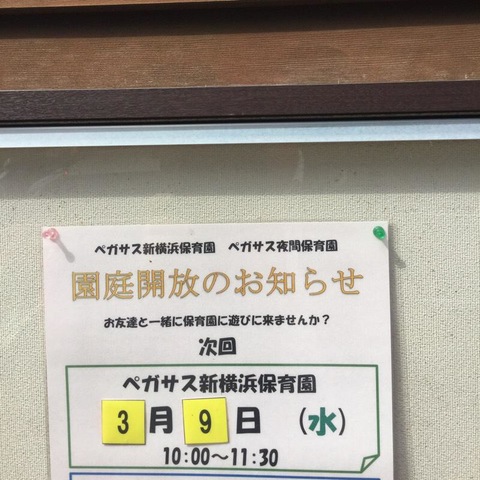 ペガサス新横浜保育園　ペガサス夜間保育園
園庭開放のお知らせ
お友達と一緒に保育園に遊びに来ませんか？
次回
ペガサス新横浜保育園
3月9日（水）
10:00～11:30